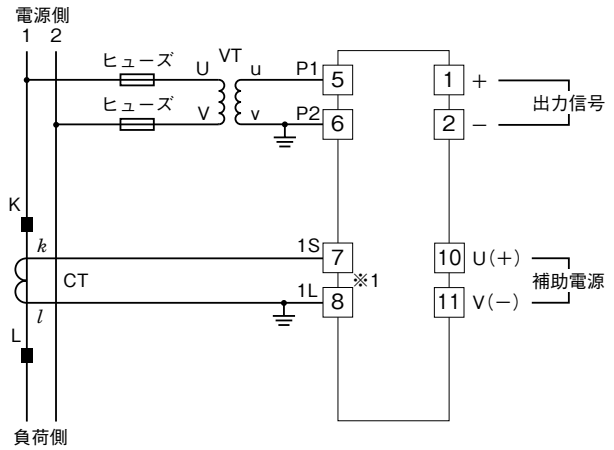 電源側
1 2
ヒューズ U VT u P1 5 1 +
出力信号
ヒューズ V v P2 6 2 −
K
k 1S 7 10 U(+)
CT ※1 補助電源
l 1L 8 11 V(−)
L
負荷側